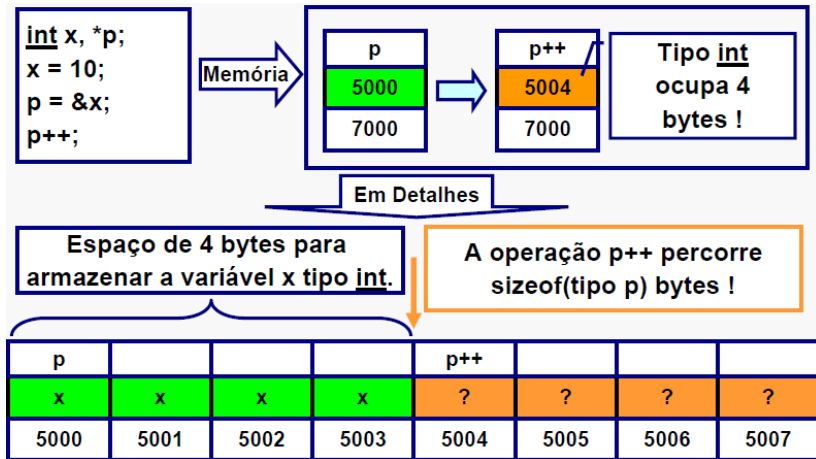 int x, *p;
x = 10;
p = &x;
p++;
Memória
p
5000
7000
p++
5004
7000
Tipo int
ocupa 4
bytes !
Em Detalhes
Espaço de 4 bytes para
armazenar a variável x tipo int.
A operação p++ percorre
sizeof(tipo p) bytes !
p p++
x x x x ? ? ? ?
5000 5001 5002 5003 5004 5005 5006 5007